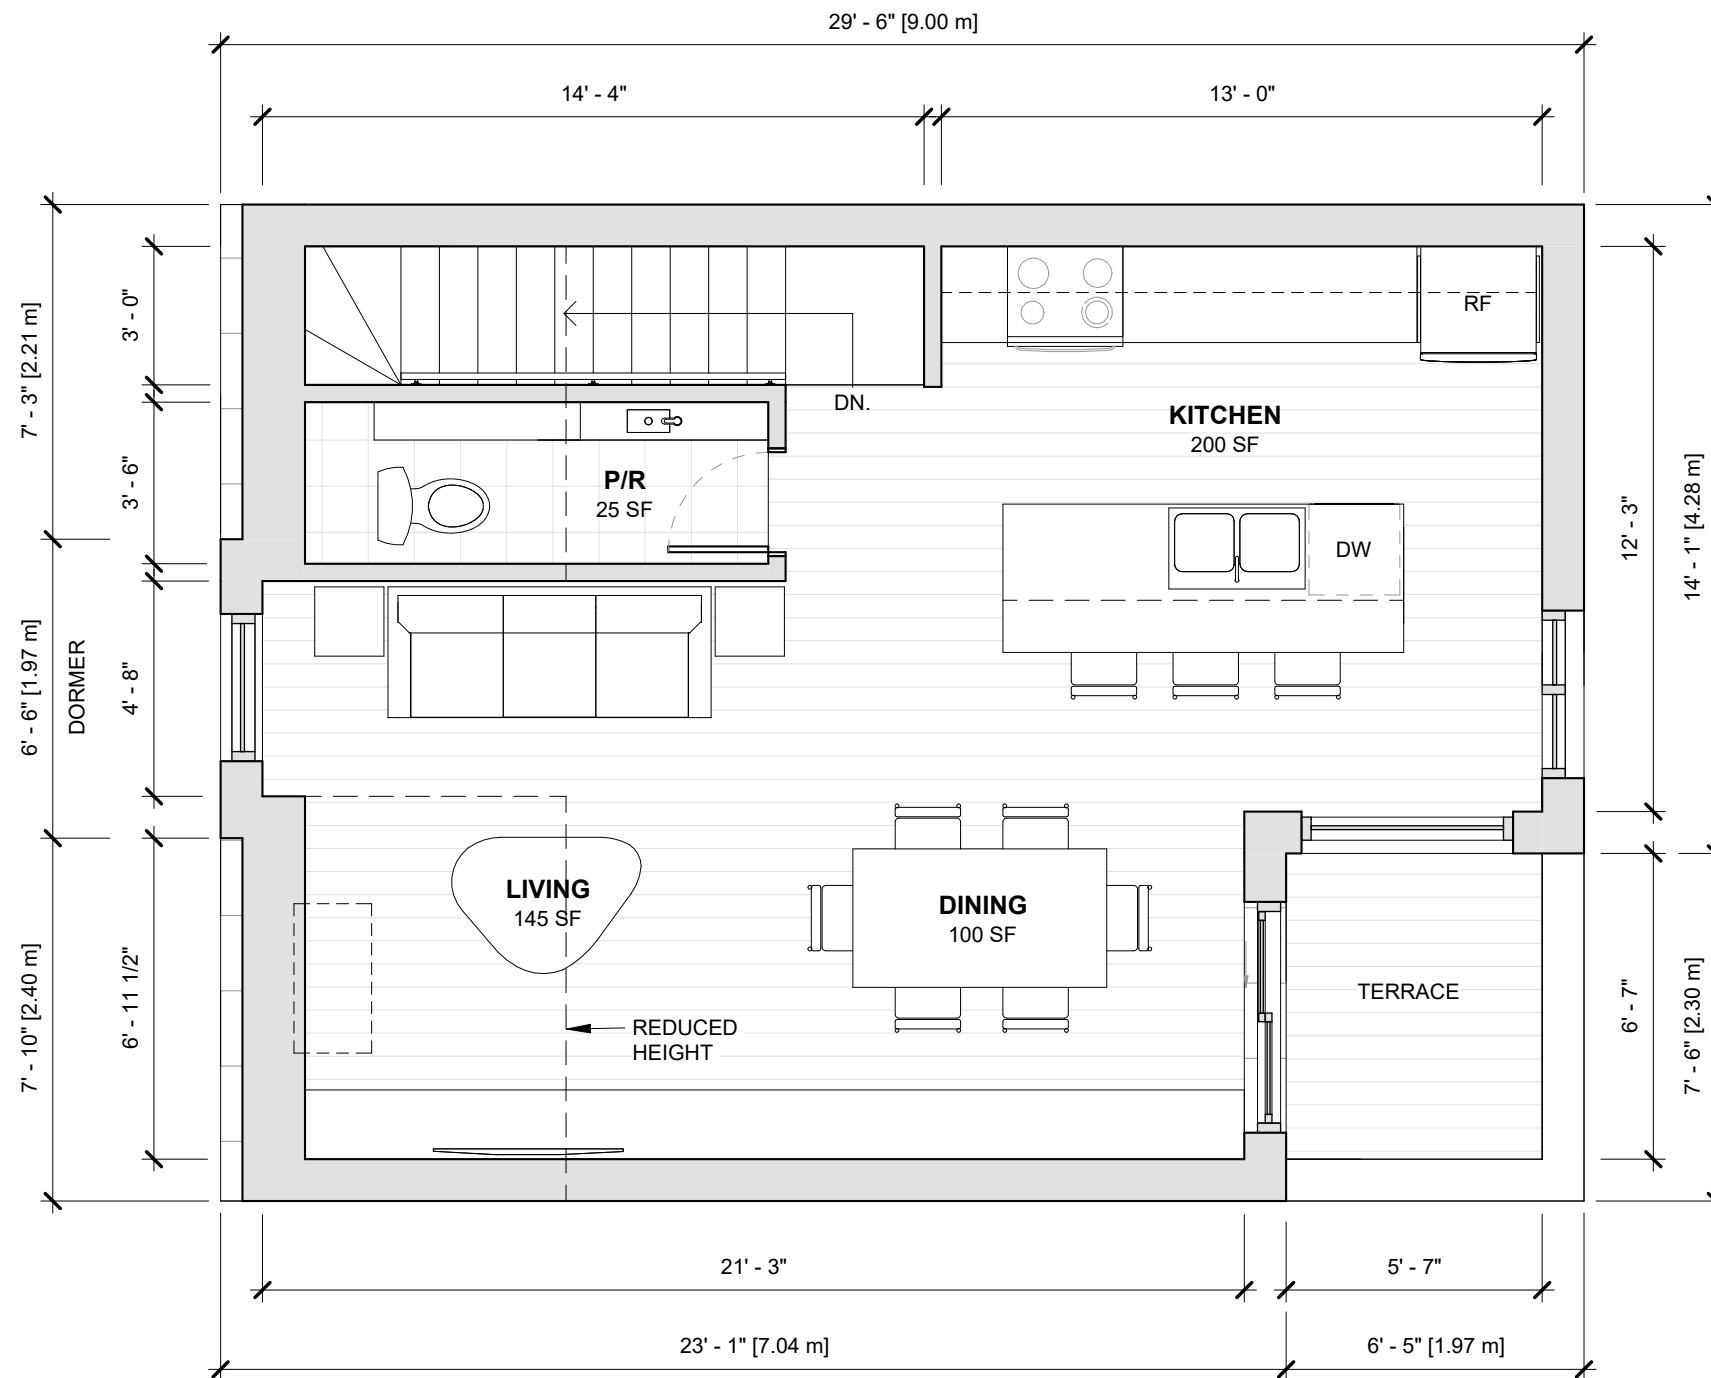 29' - 6" [9.00 m]
14' - 4"
13' - 0"
7' - 3" [2.21 m]
3' - 0"
3' - 6"
6' - 6" [1.97 m]
DORMER
4' - 8"
7' - 10" [2.40 m]
6' - 11 1/2"
RF
DN.
KITCHEN
200 SF
P/R
25 SF
DW
LIVING
145 SF
DINING
100 SF
REDUCED
HEIGHT
TERRACE
12' - 3"
14' - 1" [4.28 m]
6' - 7"
7' - 6" [2.30 m]
21' - 3"
5' - 7"
23' - 1" [7.04 m]
6' - 5" [1.97 m]